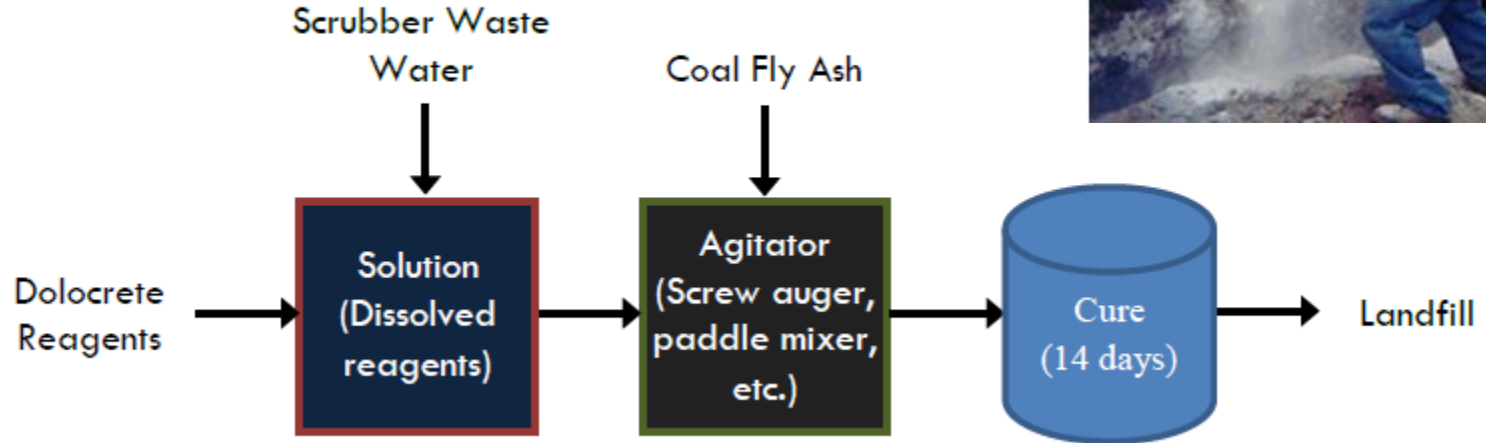 Scrubber Waste
Water
Coal Fly Ash
Dolocrete
Reagents
Solution
(Dissolved
reagents)
Agitator
(Screw auger,
paddle mixer,
etc.)
Cure
(14 days)
Landfill